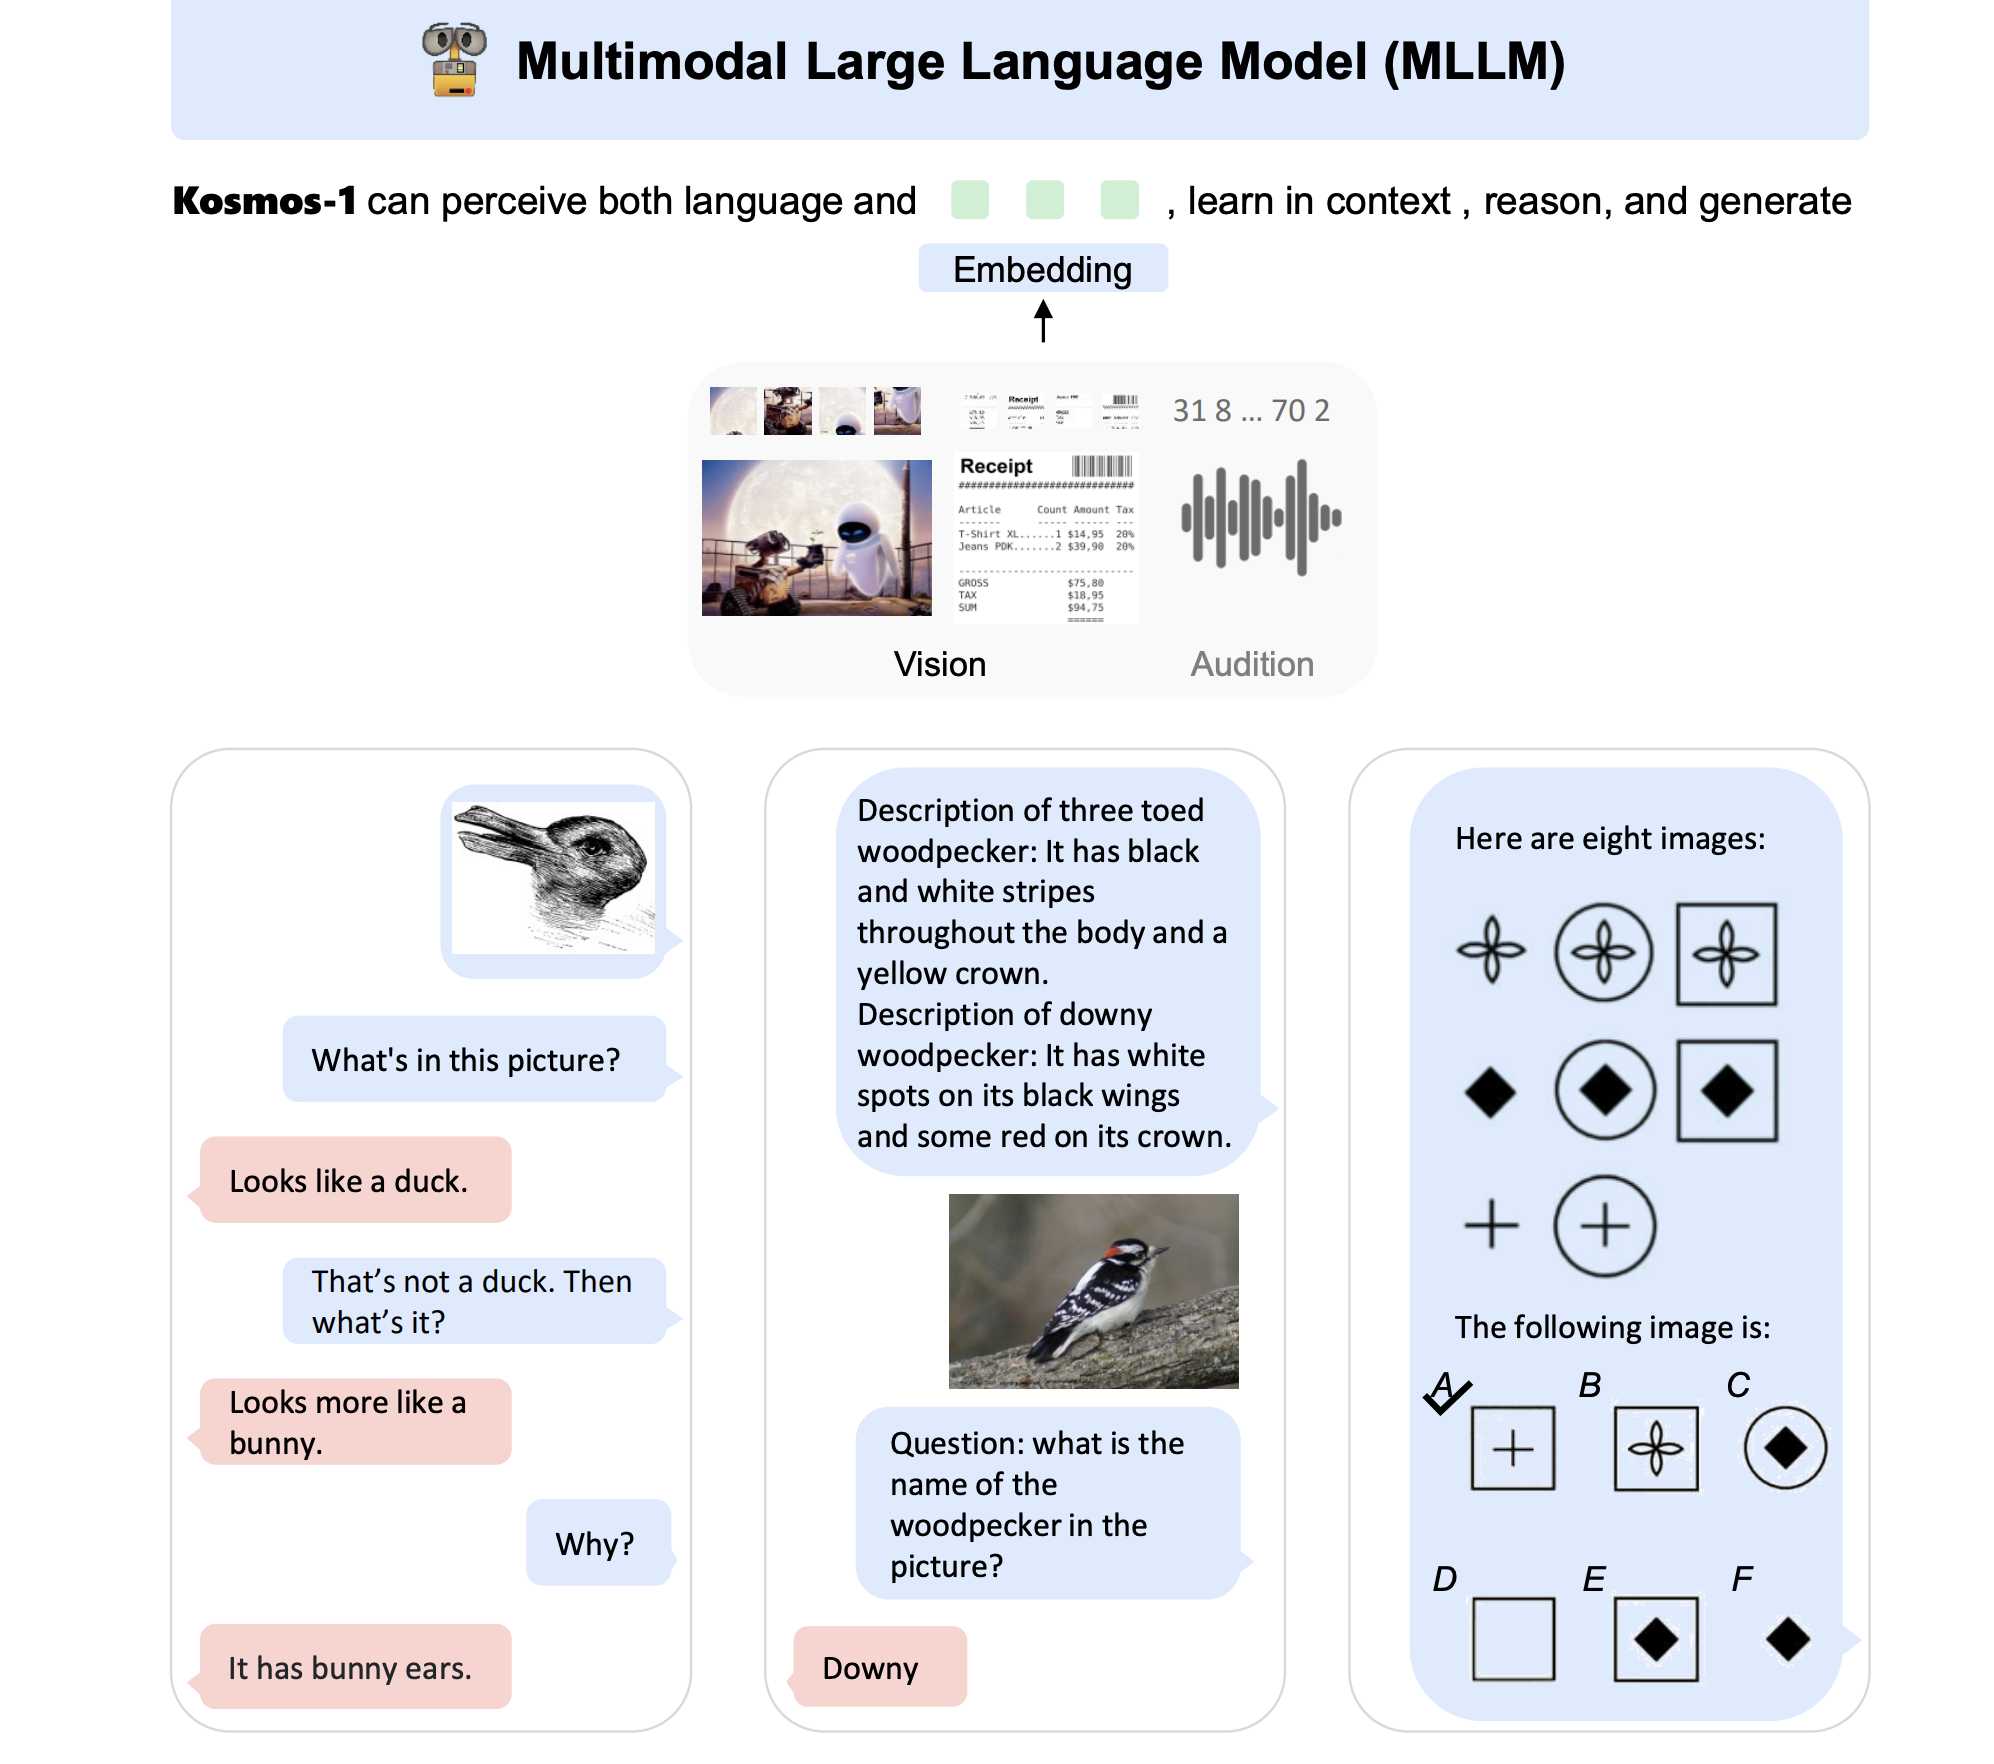 Multimodal Large Language Model (MLLM)
Kosmos-1 can perceive both language and , learn in context , reason, and generate
Embedding
Receipt
31 8 ... 70 2
Receipt
##############################
Article Count Amount Tax
------- ----- ------ ---
T-Shirt XL......1 $14,95 20%
Jeans PDK.......2 $39,90 20%
-----------------------------
GROSS $75,80
TAX $18,95
SUM $94,75
======
Vision
Audition
What's in this picture?
Looks like a duck.
That’s not a duck. Then
what’s it?
Looks more like a
bunny.
Why?
It has bunny ears.
Description of three toed
woodpecker: It has black
and white stripes
throughout the body and a
yellow crown.
Description of downy
woodpecker: It has white
spots on its black wings
and some red on its crown.
Question: what is the
name of the
woodpecker in the
picture?
Downy
Here are eight images:
The following image is:
A B C
D E F